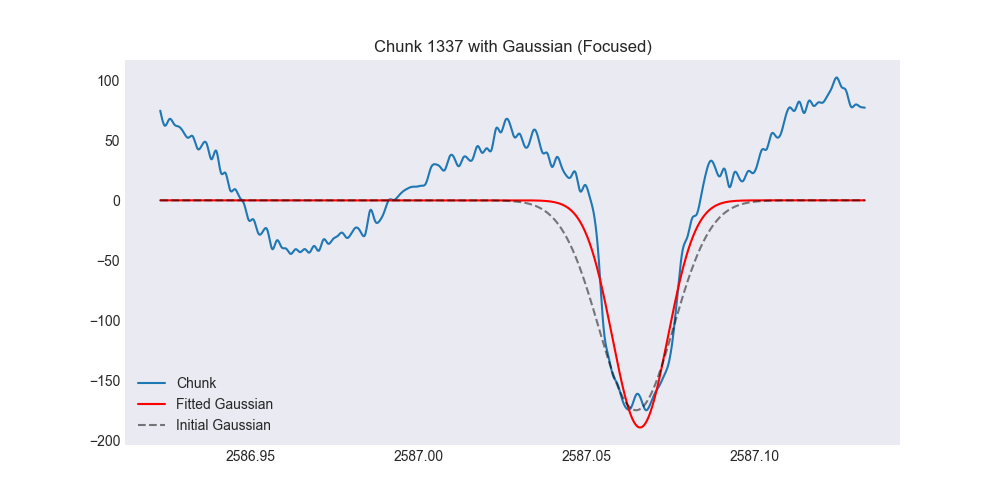 Chunk 1337 with Gaussian (Focused)
100
50
0
−50
−100
−150
−200
Chunk
Fitted Gaussian
Initial Gaussian
2586.95 2587.00 2587.05 2587.10